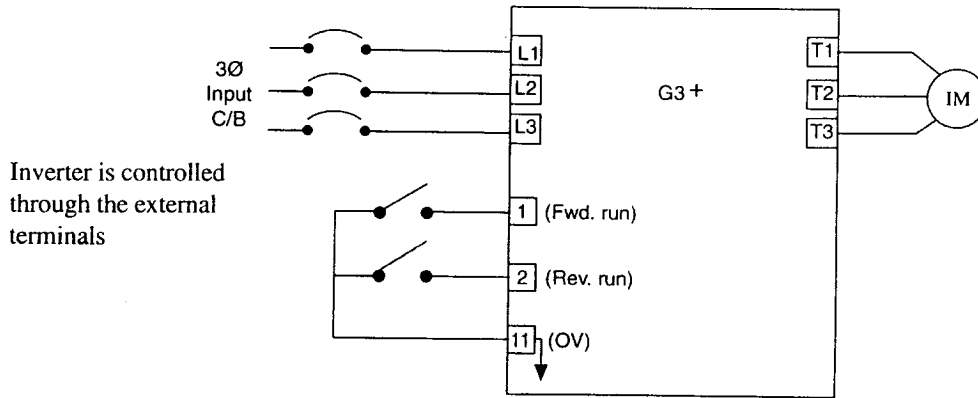 3Ø
Input
C/B
L1
L2
L3
G3+
T1
T2
T3
IM
Inverter is controlled
through the external
terminals
1 (Fwd. run)
2 (Rev. run)
11 (OV)